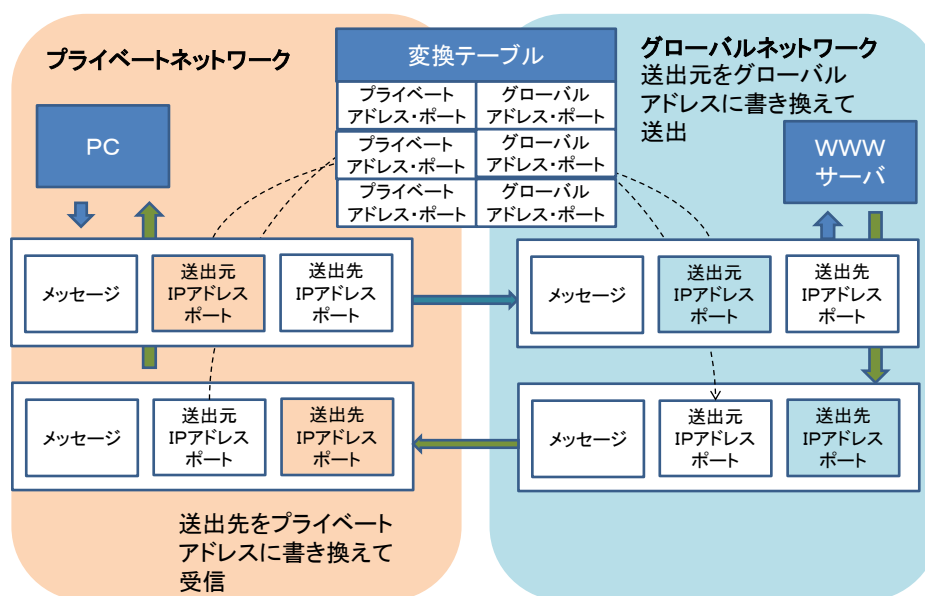 プライベートネットワーク
変換テーブル
プライベート
アドレス・ポート
グローバル
アドレス・ポート
プライベート
アドレス・ポート
グローバル
アドレス・ポート
プライベート
アドレス・ポート
グローバル
アドレス・ポート
グローバルネットワーク
送出元をグローバル
アドレスに書き換えて
送出
PC
WWW
サーバ
メッセージ
送出元
IPアドレス
ポート
送出先
IPアドレス
ポート
メッセージ
送出元
IPアドレス
ポート
送出先
IPアドレス
ポート
メッセージ
送出元
IPアドレス
ポート
送出先
IPアドレス
ポート
メッセージ
送出元
IPアドレス
ポート
送出先
IPアドレス
ポート
送出先をプライベート
アドレスに書き換えて
受信